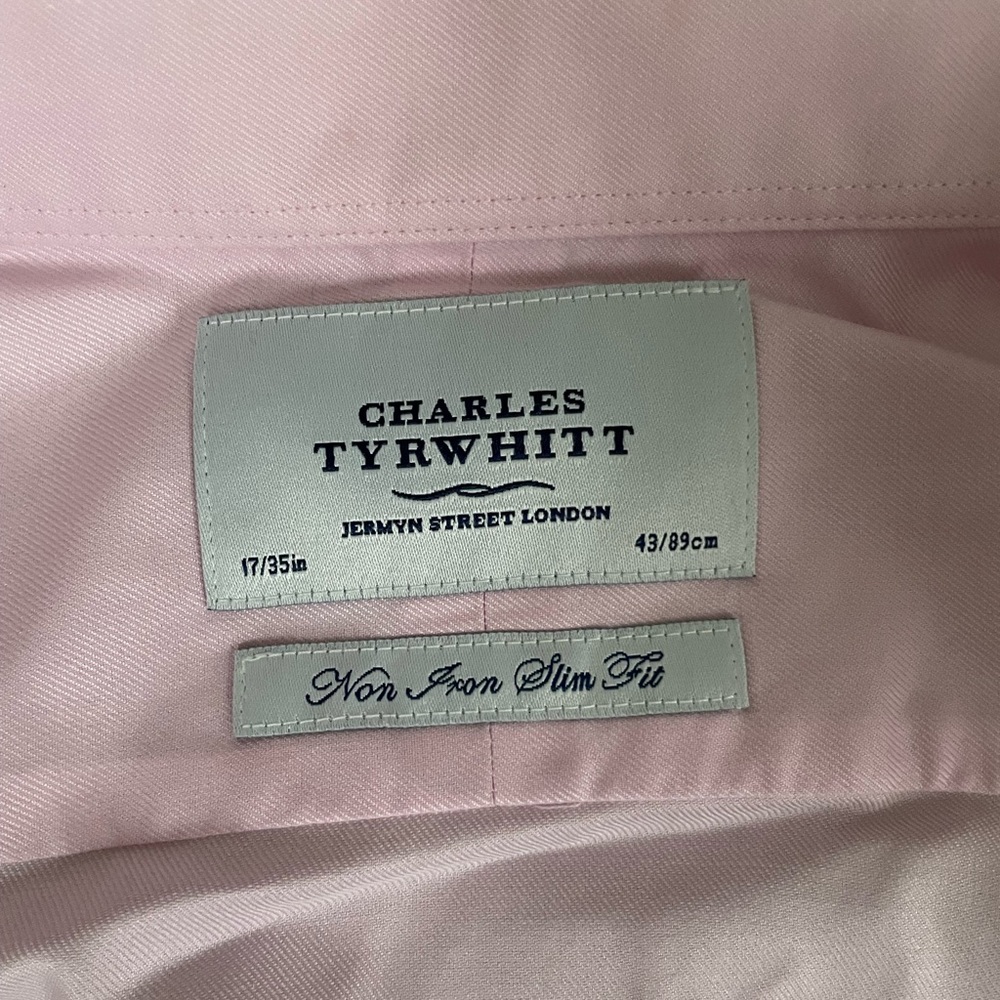 CHARLES
TYRWHITT
JERMYN STREET LONDON
17/35in
43/89cm
Non Iron Slim Fit